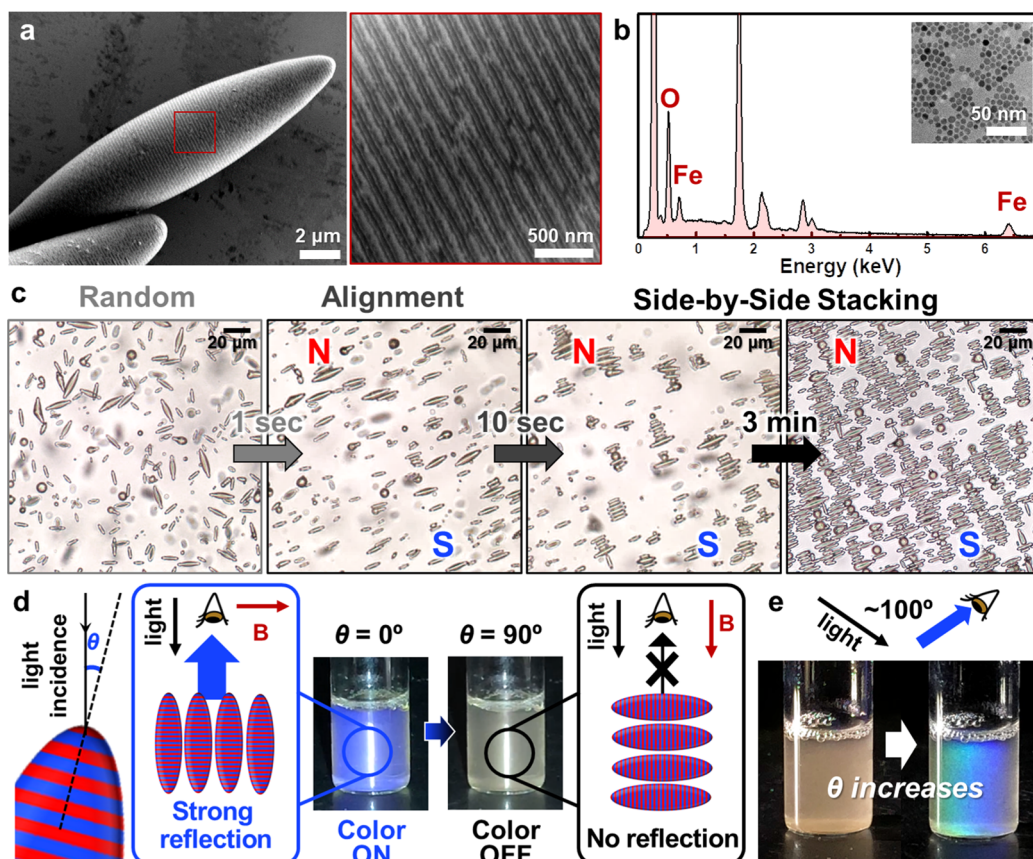 a
2 μm
500 nm
b
O
Fe
Fe
50 nm
0 1 2 3 4 5 6
Energy (keV)
c
Random
Alignment
Side-by-Side Stacking
20 μm
N
20 μm
N
20 μm
N
20 μm
1 sec
10 sec
3 min
S
S
S
d
light
incidence
θ
light
B
Strong
reflection
θ = 0º
θ = 90º
Color
ON
Color
OFF
light
B
No reflection
e
light
~100º
θ increases